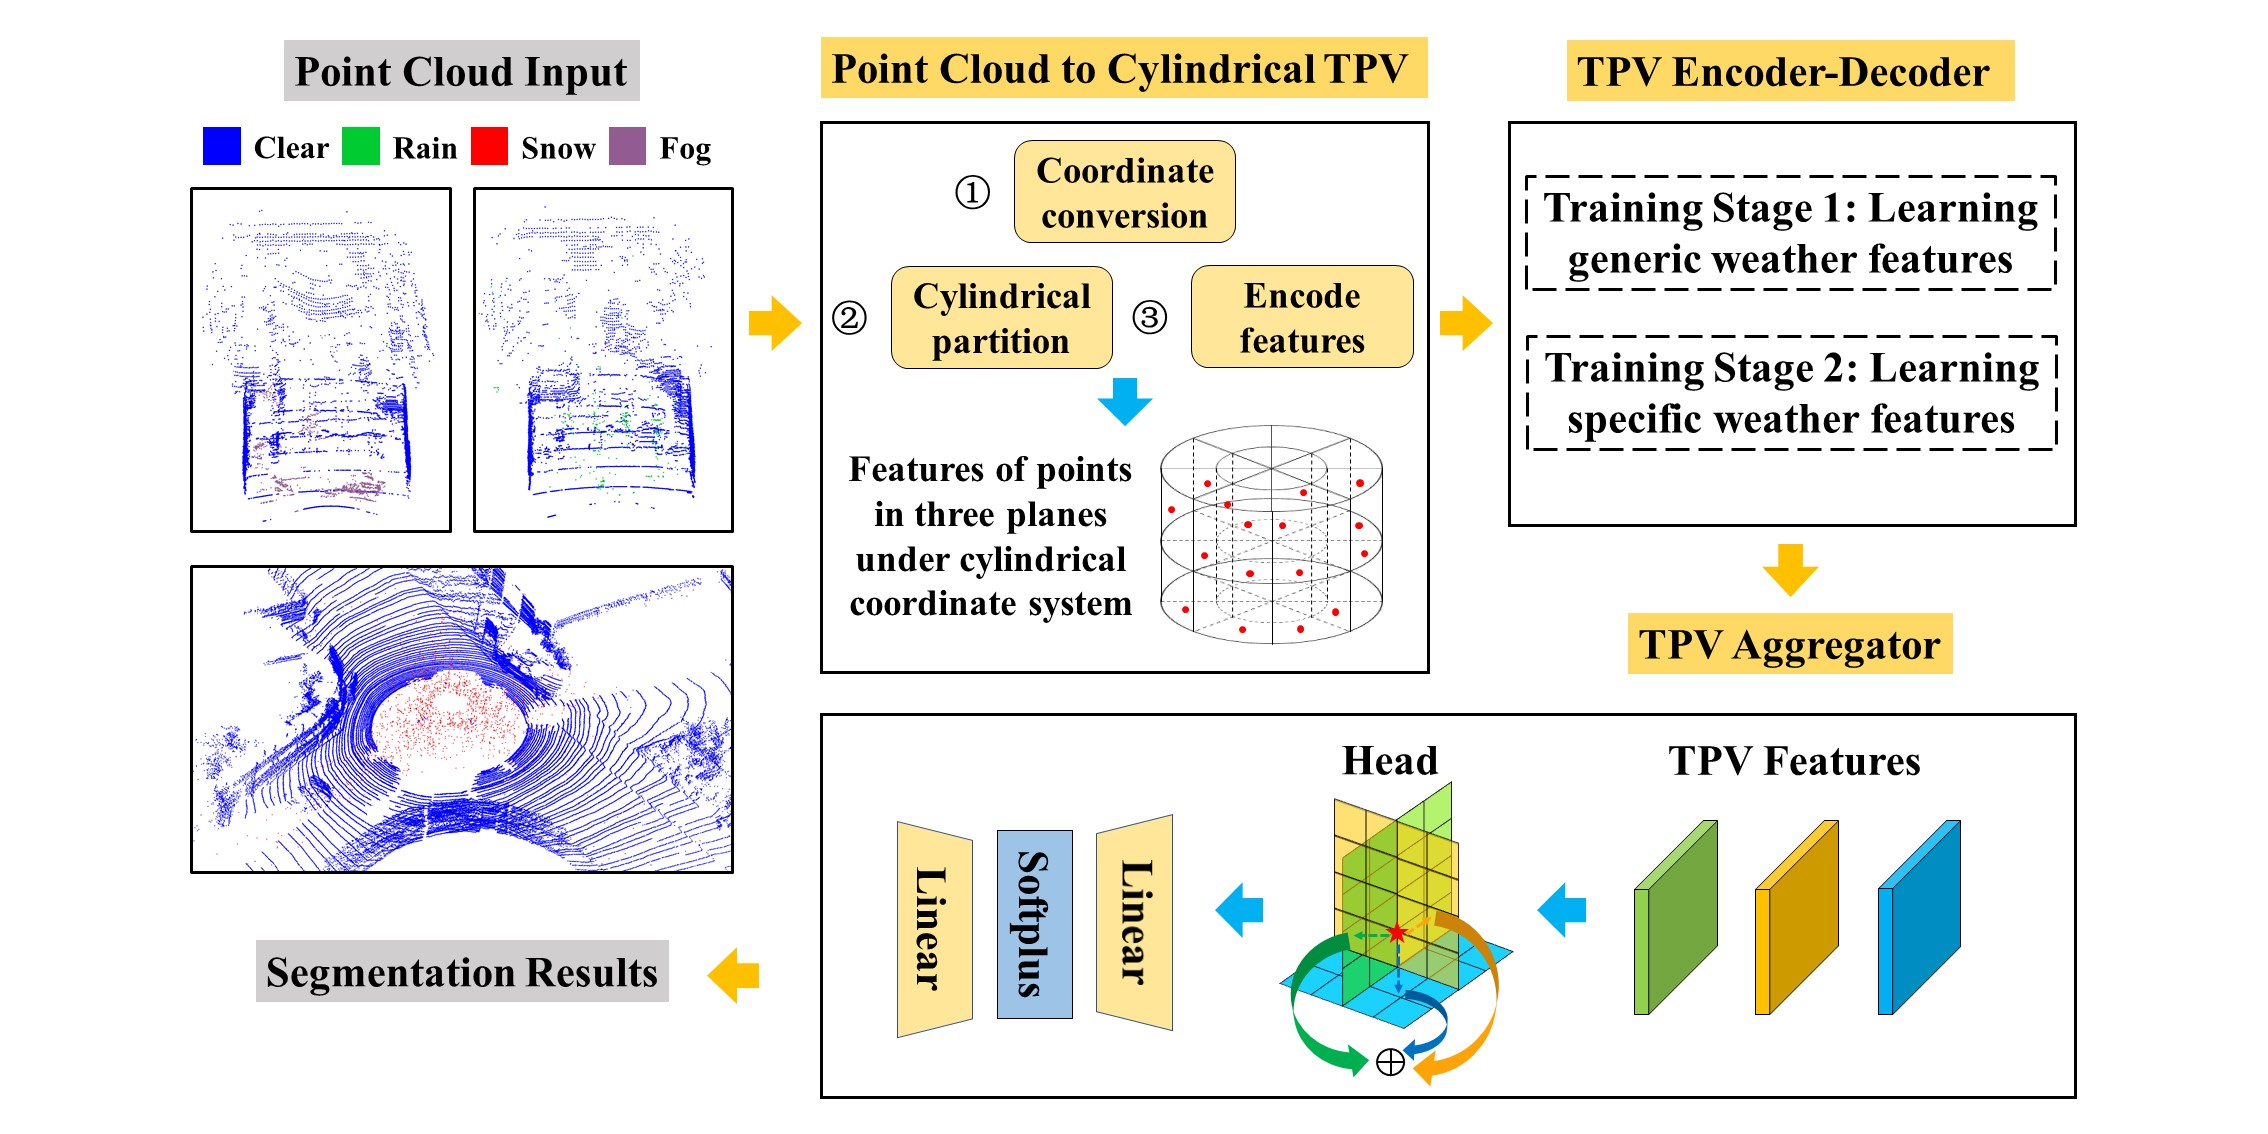 Point Cloud Input
Clear
Rain
Snow
Fog
Point Cloud to Cylindrical TPV
①
Coordinate
conversion
②
Cylindrical
partition
③
Encode
features
Features of points
in three planes
under cylindrical
coordinate system
TPV Encoder-Decoder
Training Stage 1: Learning
generic weather features
Training Stage 2: Learning
specific weather features
TPV Aggregator
TPV Features
Head
Linear
Softplus
Linear
Segmentation Results